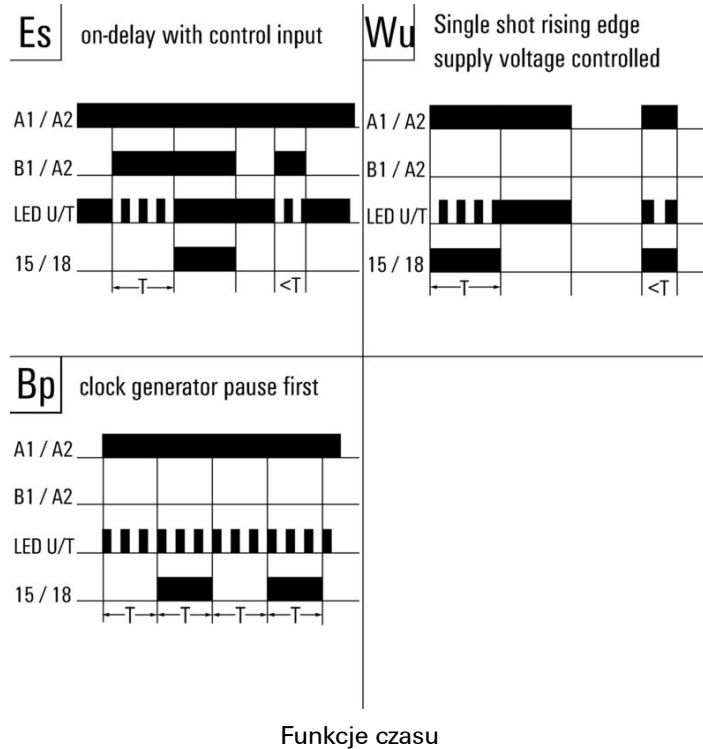 Es on-delay with control input
A1 / A2
B1 / A2
LED U/T
15 / 18
T <T
Wu Single shot rising edge
supply voltage controlled
A1 / A2
B1 / A2
LED U/T
15 / 18
T <T
Bp clock generator pause first
A1 / A2
B1 / A2
LED U/T
15 / 18
T T T T
Funkcje czasu